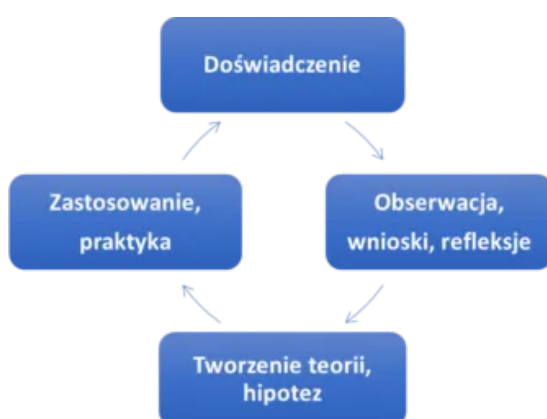 Doświadczenie
Obserwacja,
wnioski, refleksje
Tworzenie teorii,
hipotez
Zastosowanie,
praktyka